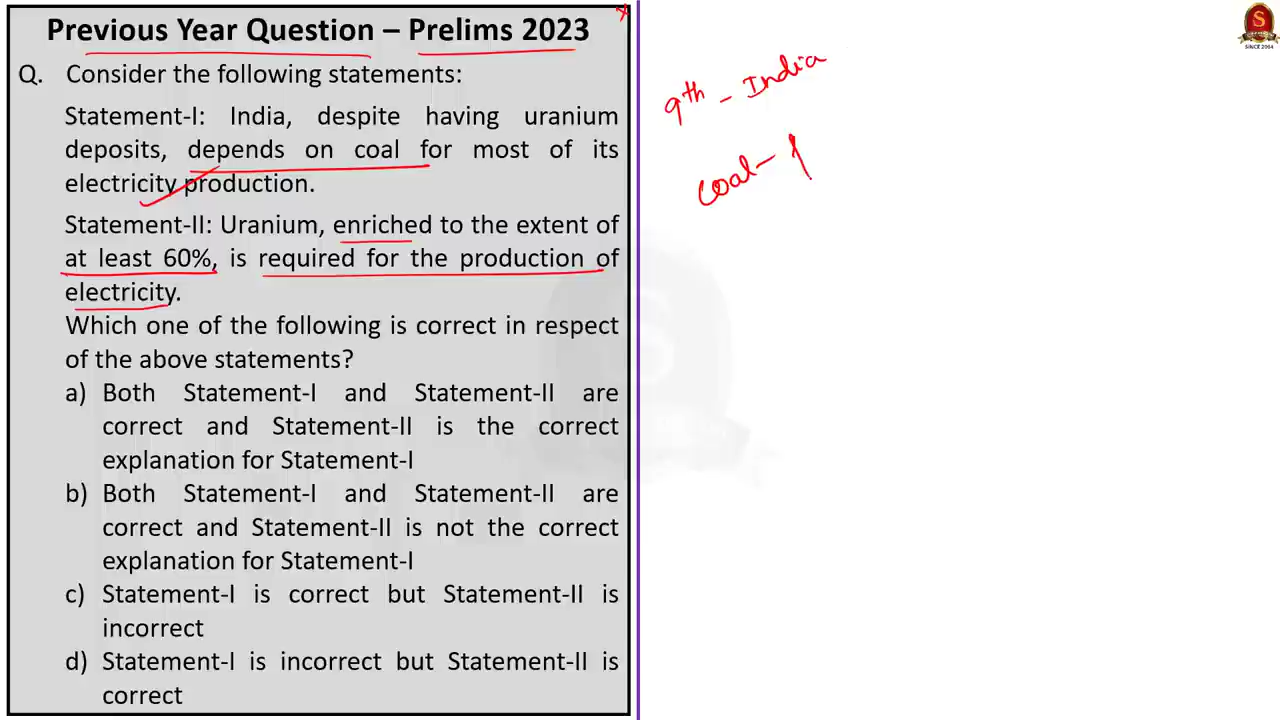 Previous Year Question – Prelims 2023
Q. Consider the following statements:
Statement-I: India, despite having uranium
deposits, depends on coal for most of its
electricity production.
Statement-II: Uranium, enriched to the extent of
at least 60%, is required for the production of
electricity.
Which one of the following is correct in respect
of the above statements?
a) Both Statement-I and Statement-II are
correct and Statement-II is the correct
explanation for Statement-I
b) Both Statement-I and Statement-II are
correct and Statement-II is not the correct
explanation for Statement-I
c) Statement-I is correct but Statement-II is
incorrect
d) Statement-I is incorrect but Statement-II is
correct
9th - India
Coal -
S
SINCE 2004